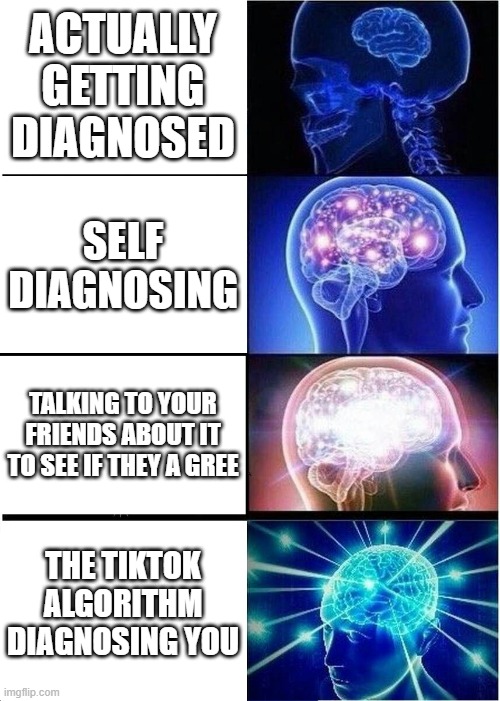 ACTUALLY
GETTING
DIAGNOSED
SELF
DIAGNOSING
TALKING TO YOUR
FRIENDS ABOUT IT
TO SEE IF THEY A GREE
THE TIKTOK
ALGORITHM
DIAGNOSING YOU
imgflip.com